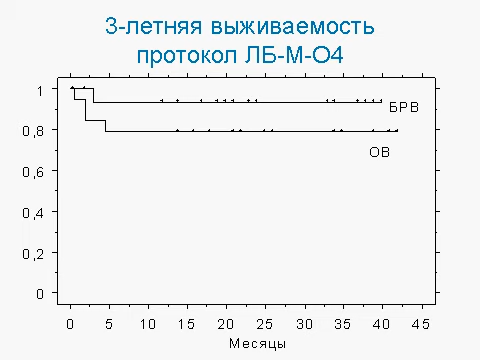 3-летняя выживаемость
протокол ЛБ-М-О4
1
БРВ
0,8
ОВ
0,6
0,4
0,2
0
0 5 10 15 20 25 30 35 40 45
Месяцы